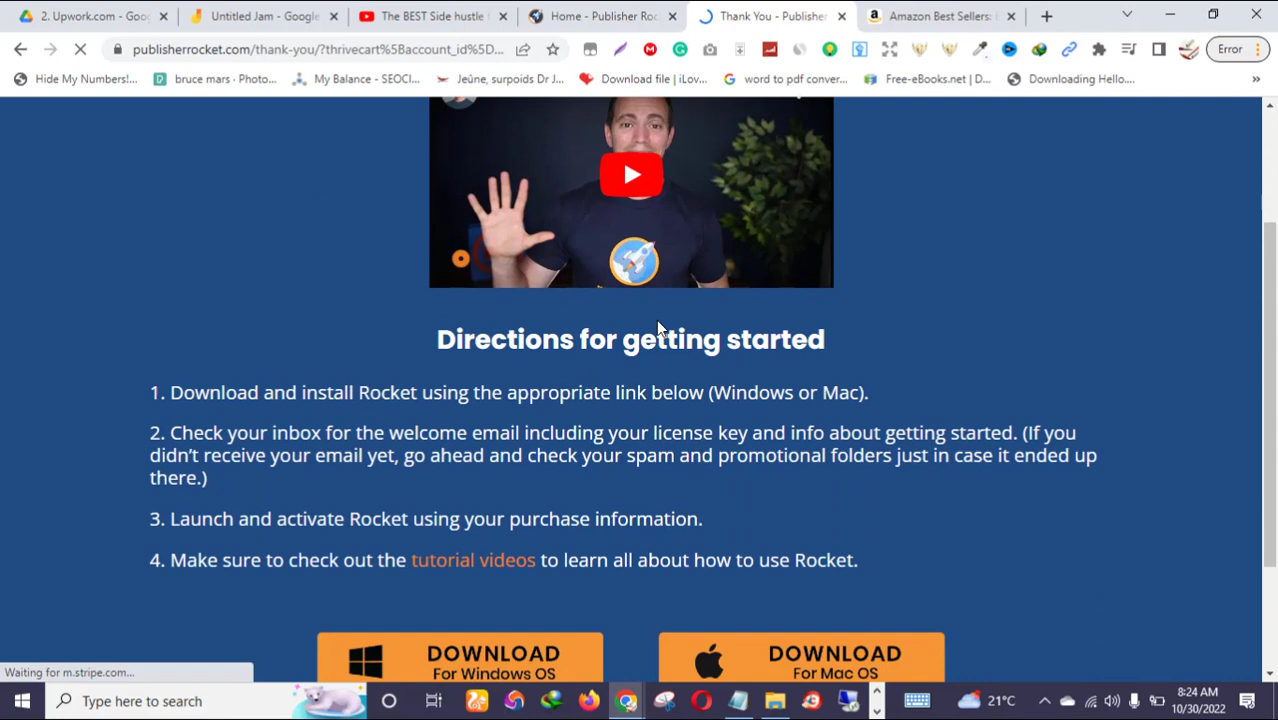 2. Upwork.com - Goo
Untitled Jam - Google
The BEST Side hustle
Home - Publisher Roc
Thank You - Publisher
Amazon Best Sellers:
publisherrocket.com/thank-you/?thrivecart%5Baccount_id%5D...
Error
Hide My Numbers!...
bruce mars · Photo...
My Balance - SEOCl...
Jeûne, surpoids Dr J...
Download file | iLov...
word to pdf conver...
Free-eBooks.net | D...
Downloading Hello....
»
Directions for getting started
1. Download and install Rocket using the appropriate link below (Windows or Mac).
2. Check your inbox for the welcome email including your license key and info about getting started. (If you
didn’t receive your email yet, go ahead and check your spam and promotional folders just in case it ended up
there.)
3. Launch and activate Rocket using your purchase information.
4. Make sure to check out the tutorial videos to learn all about how to use Rocket.
DOWNLOAD
For Windows OS
DOWNLOAD
For Mac OS
Waiting for m.stripe.com...
Type here to search
21°C
8:24 AM
10/30/2022